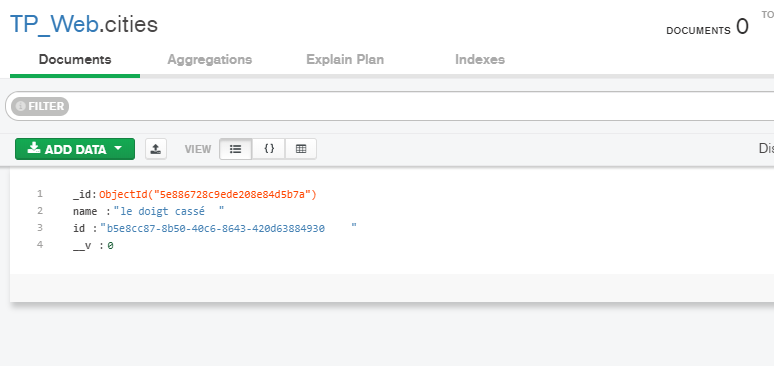 TP_Web.cities
DOCUMENTS 0
TO
Documents Aggregations Explain Plan Indexes
FILTER
ADD DATA VIEW { } Dis
1 _id:ObjectId("5e886728c9ede208e84d5b7a")
2 name :"le doigt cassé "
3 id :"b5e8cc87-8b50-40c6-8643-420d63884930 "
4 __v :0